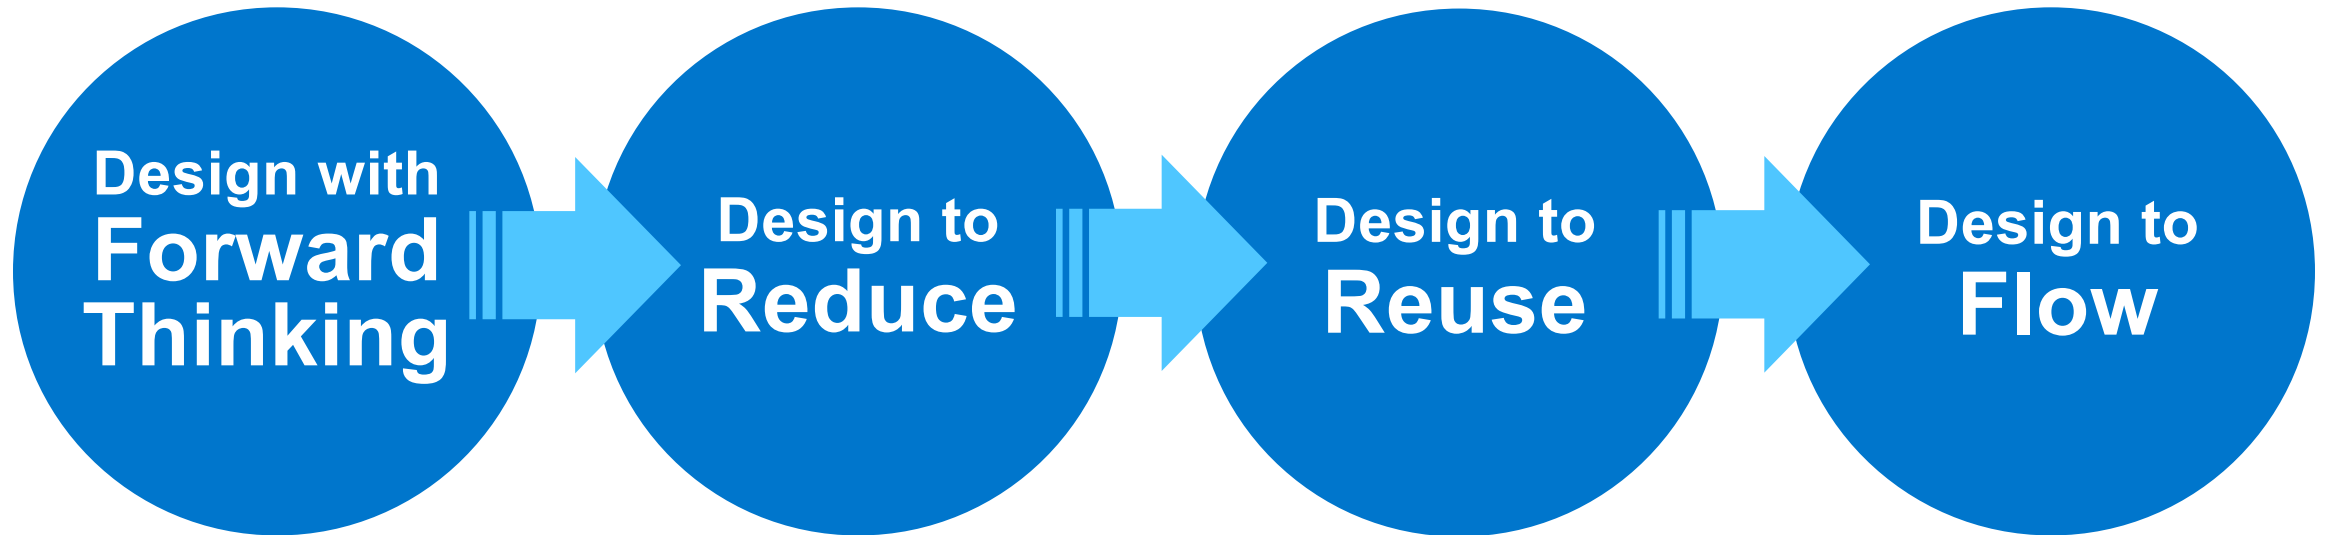 Design with
Forward
Thinking
Design to
Reduce
Design to
Reuse
Design to
Flow